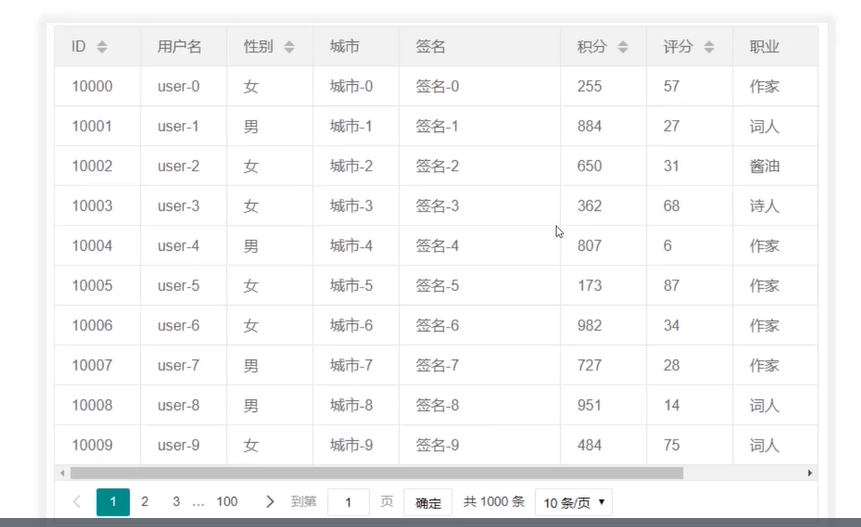 ID 用户名 性别 城市 签名 积分 评分 职业
10000 user-0 女 城市-0 签名-0 255 57 作家
10001 user-1 男 城市-1 签名-1 884 27 词人
10002 user-2 女 城市-2 签名-2 650 31 酱油
10003 user-3 女 城市-3 签名-3 362 68 诗人
10004 user-4 男 城市-4 签名-4 807 6 作家
10005 user-5 女 城市-5 签名-5 173 87 作家
10006 user-6 女 城市-6 签名-6 982 34 作家
10007 user-7 男 城市-7 签名-7 727 28 作家
10008 user-8 男 城市-8 签名-8 951 14 词人
10009 user-9 女 城市-9 签名-9 484 75 词人
1 2 3 … 100 到第 1 页 确定 共 1000 条 10 条/页